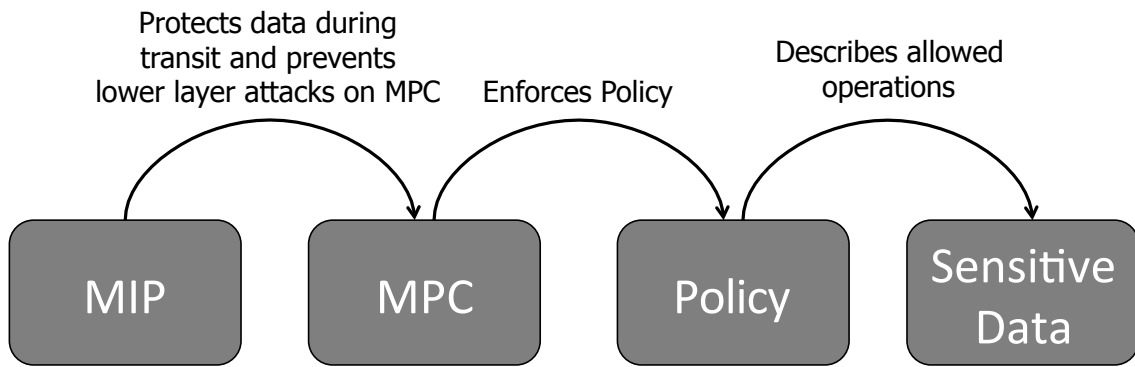 Protects data during
transit and prevents
lower layer attacks on MPC
Enforces Policy
Describes allowed
operations
MIP
MPC
Policy
Sensitive
Data